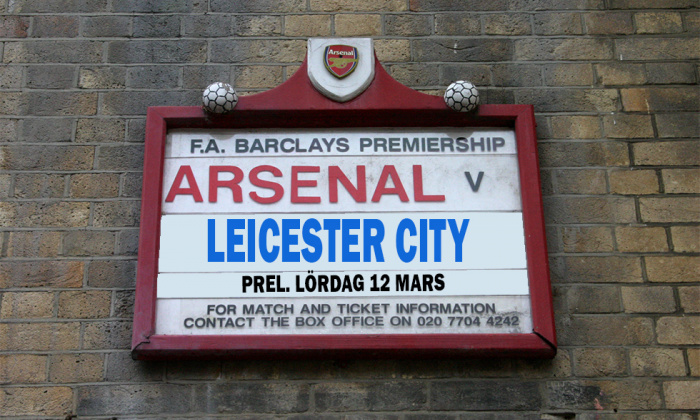 Arsenal
F.A. BARCLAYS PREMIERSHIP
ARSENAL V
LEICESTER CITY
PREL. LÖRDAG 12 MARS
FOR MATCH AND TICKET INFORMATION
CONTACT THE BOX OFFICE ON 020 7704 4242